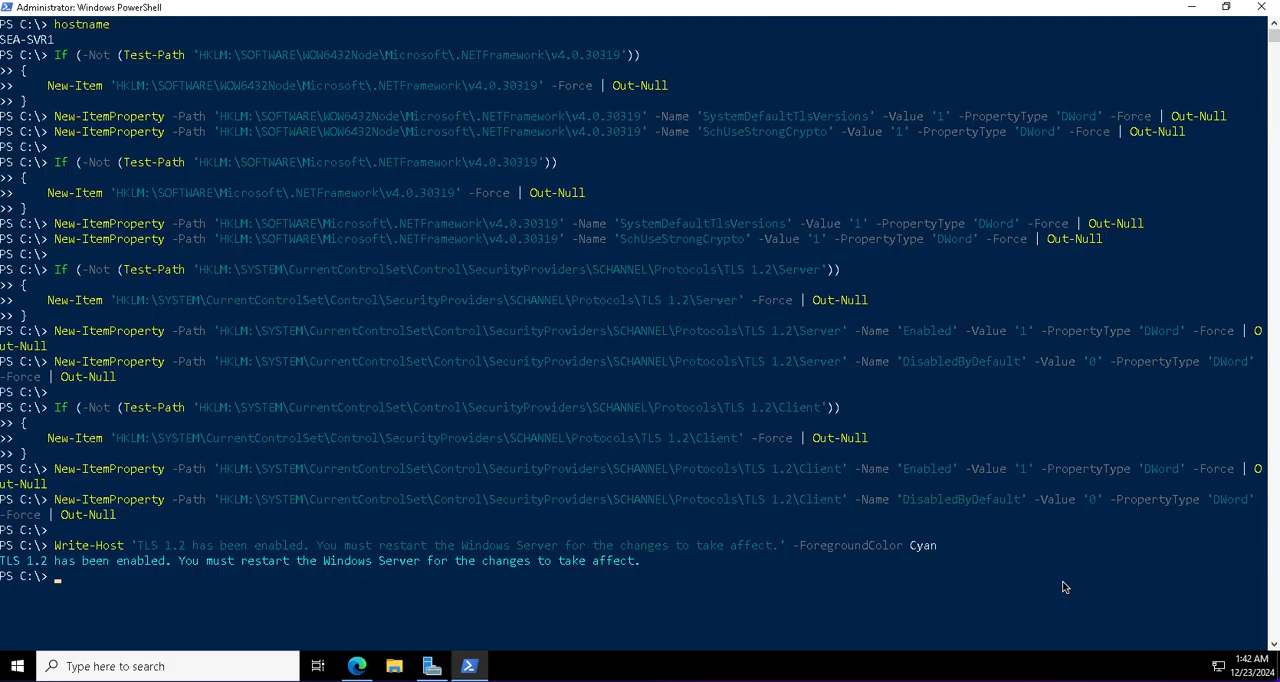 Administrator: Windows PowerShell
PS C:\> hostname
SEA-SVR1
PS C:\> If (-Not (Test-Path 'HKLM:\SOFTWARE\WOW6432Node\Microsoft\.NETFramework\v4.0.30319'))
>> {
>>     New-Item 'HKLM:\SOFTWARE\WOW6432Node\Microsoft\.NETFramework\v4.0.30319' -Force | Out-Null
>> }
PS C:\> New-ItemProperty -Path 'HKLM:\SOFTWARE\WOW6432Node\Microsoft\.NETFramework\v4.0.30319' -Name 'SystemDefaultTlsVersions' -Value '1' -PropertyType 'DWord' -Force | Out-Null
PS C:\> New-ItemProperty -Path 'HKLM:\SOFTWARE\WOW6432Node\Microsoft\.NETFramework\v4.0.30319' -Name 'SchUseStrongCrypto' -Value '1' -PropertyType 'DWord' -Force | Out-Null
PS C:\>
PS C:\> If (-Not (Test-Path 'HKLM:\SOFTWARE\Microsoft\.NETFramework\v4.0.30319'))
>> {
>>     New-Item 'HKLM:\SOFTWARE\Microsoft\.NETFramework\v4.0.30319' -Force | Out-Null
>> }
PS C:\> New-ItemProperty -Path 'HKLM:\SOFTWARE\Microsoft\.NETFramework\v4.0.30319' -Name 'SystemDefaultTlsVersions' -Value '1' -PropertyType 'DWord' -Force | Out-Null
PS C:\> New-ItemProperty -Path 'HKLM:\SOFTWARE\Microsoft\.NETFramework\v4.0.30319' -Name 'SchUseStrongCrypto' -Value '1' -PropertyType 'DWord' -Force | Out-Null
PS C:\>
PS C:\> If (-Not (Test-Path 'HKLM:\SYSTEM\CurrentControlSet\Control\SecurityProviders\SCHANNEL\Protocols\TLS 1.2\Server'))
>> {
>>     New-Item 'HKLM:\SYSTEM\CurrentControlSet\Control\SecurityProviders\SCHANNEL\Protocols\TLS 1.2\Server' -Force | Out-Null
>> }
PS C:\> New-ItemProperty -Path 'HKLM:\SYSTEM\CurrentControlSet\Control\SecurityProviders\SCHANNEL\Protocols\TLS 1.2\Server' -Name 'Enabled' -Value '1' -PropertyType 'DWord' -Force | O
ut-Null
PS C:\> New-ItemProperty -Path 'HKLM:\SYSTEM\CurrentControlSet\Control\SecurityProviders\SCHANNEL\Protocols\TLS 1.2\Server' -Name 'DisabledByDefault' -Value '0' -PropertyType 'DWord'
-Force | Out-Null
PS C:\>
PS C:\> If (-Not (Test-Path 'HKLM:\SYSTEM\CurrentControlSet\Control\SecurityProviders\SCHANNEL\Protocols\TLS 1.2\Client'))
>> {
>>     New-Item 'HKLM:\SYSTEM\CurrentControlSet\Control\SecurityProviders\SCHANNEL\Protocols\TLS 1.2\Client' -Force | Out-Null
>> }
PS C:\> New-ItemProperty -Path 'HKLM:\SYSTEM\CurrentControlSet\Control\SecurityProviders\SCHANNEL\Protocols\TLS 1.2\Client' -Name 'Enabled' -Value '1' -PropertyType 'DWord' -Force | O
ut-Null
PS C:\> New-ItemProperty -Path 'HKLM:\SYSTEM\CurrentControlSet\Control\SecurityProviders\SCHANNEL\Protocols\TLS 1.2\Client' -Name 'DisabledByDefault' -Value '0' -PropertyType 'DWord'
-Force | Out-Null
PS C:\>
PS C:\> Write-Host 'TLS 1.2 has been enabled. You must restart the Windows Server for the changes to take affect.' -ForegroundColor Cyan
TLS 1.2 has been enabled. You must restart the Windows Server for the changes to take affect.
PS C:\>
Type here to search
1:42 AM
12/23/2024